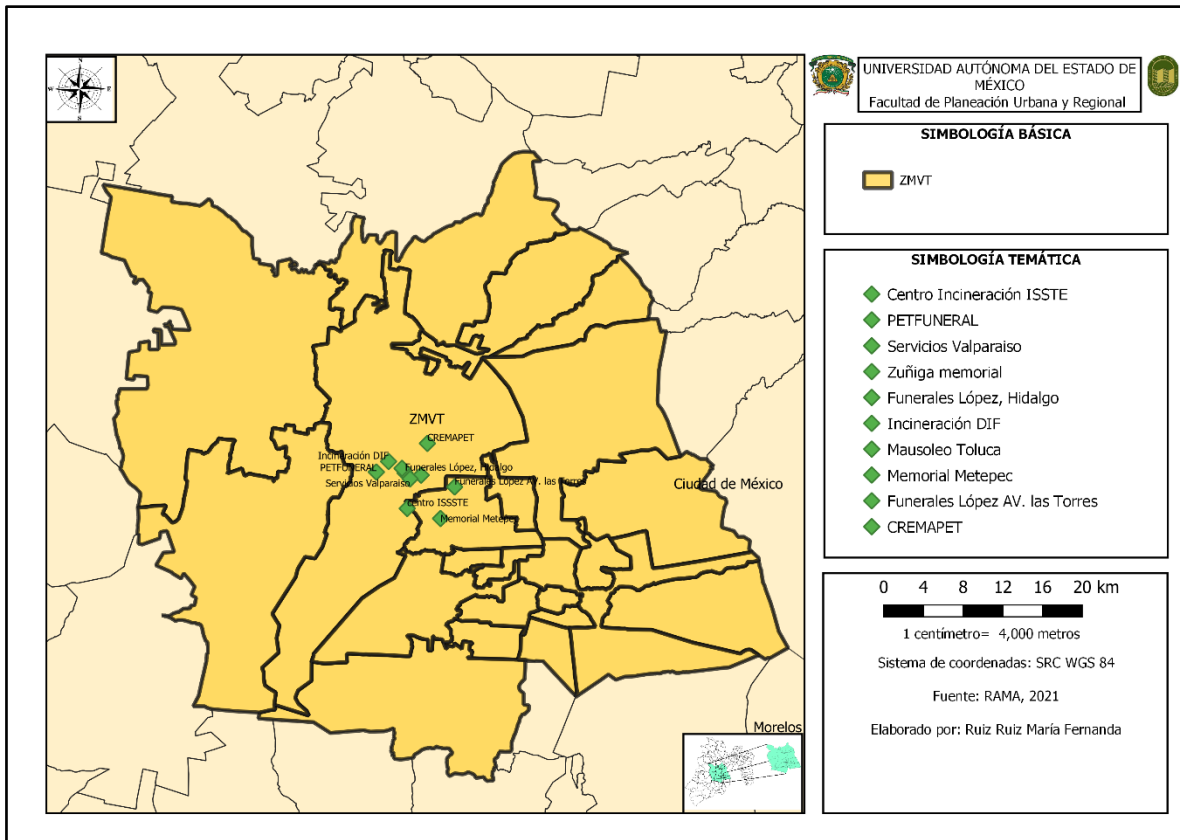 UNIVERSIDAD AUTÓNOMA DEL ESTADO DE
MÉXICO
Facultad de Planeación Urbana y Regional
SIMBOLOGÍA BÁSICA
ZMVT
SIMBOLOGÍA TEMÁTICA
Centro Incineración ISSTE
PETFUNERAL
Servicios Valparaiso
Zuñiga memorial
Funerales López, Hidalgo
Incineración DIF
Mausoleo Toluca
Memorial Metepec
Funerales López AV. las Torres
CREMAPET
0 4 8 12 16 20 km
1 centímetro= 4,000 metros
Sistema de coordenadas: SRC WGS 84
Fuente: RAMA, 2021
Elaborado por: Ruiz Ruiz María Fernanda
N
W E
S
ZMVT
CREMAPET
Incineración DIF
PETFUNERAL
Funerales López, Hidalgo
Servicios Valparaiso
Funerales López AV. las Torres
Centro ISSSTE
Memorial Metepec
Ciudad de México
Morelos